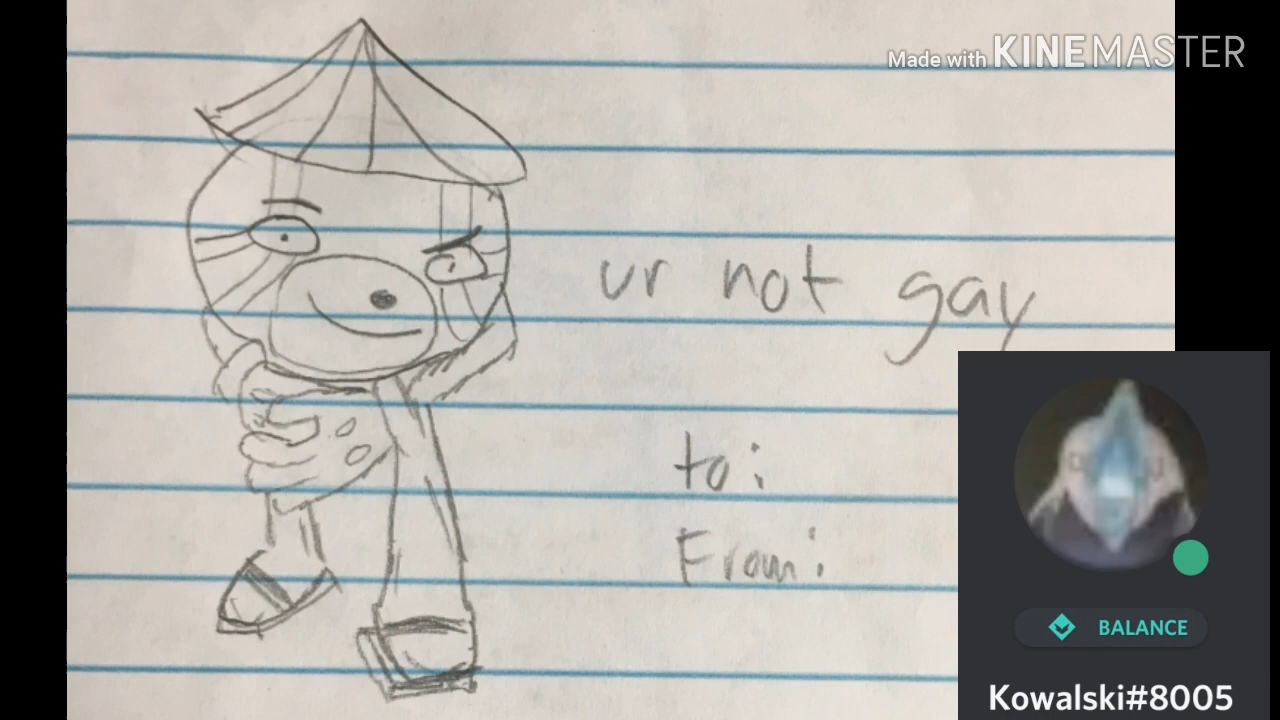 Made with KINEMASTER
ur not gay
to:
From:
BALANCE
Kowalski#8005